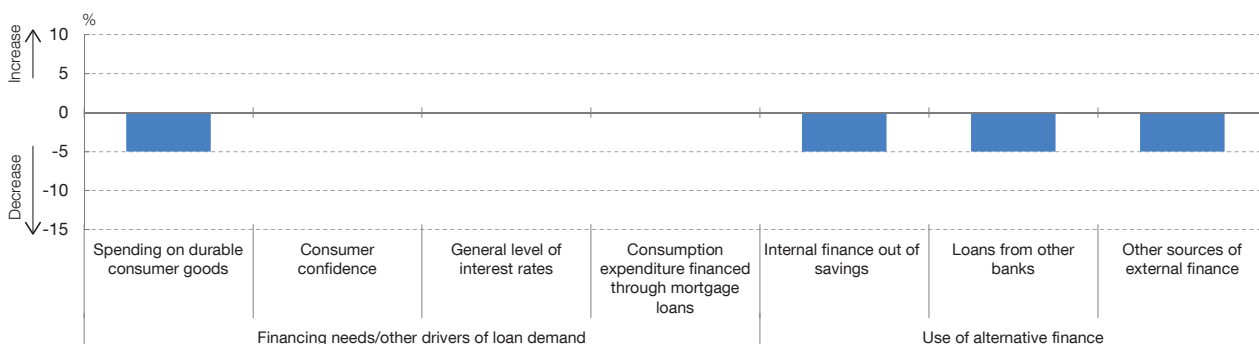 %
Increase
Decrease
10
5
0
-5
-10
-15
Spending on durable
consumer goods
Consumer
confidence
General level of
interest rates
Consumption
expenditure financed
through mortgage
loans
Internal finance out of
savings
Loans from other
banks
Other sources of
external finance
Financing needs/other drivers of loan demand
Use of alternative finance